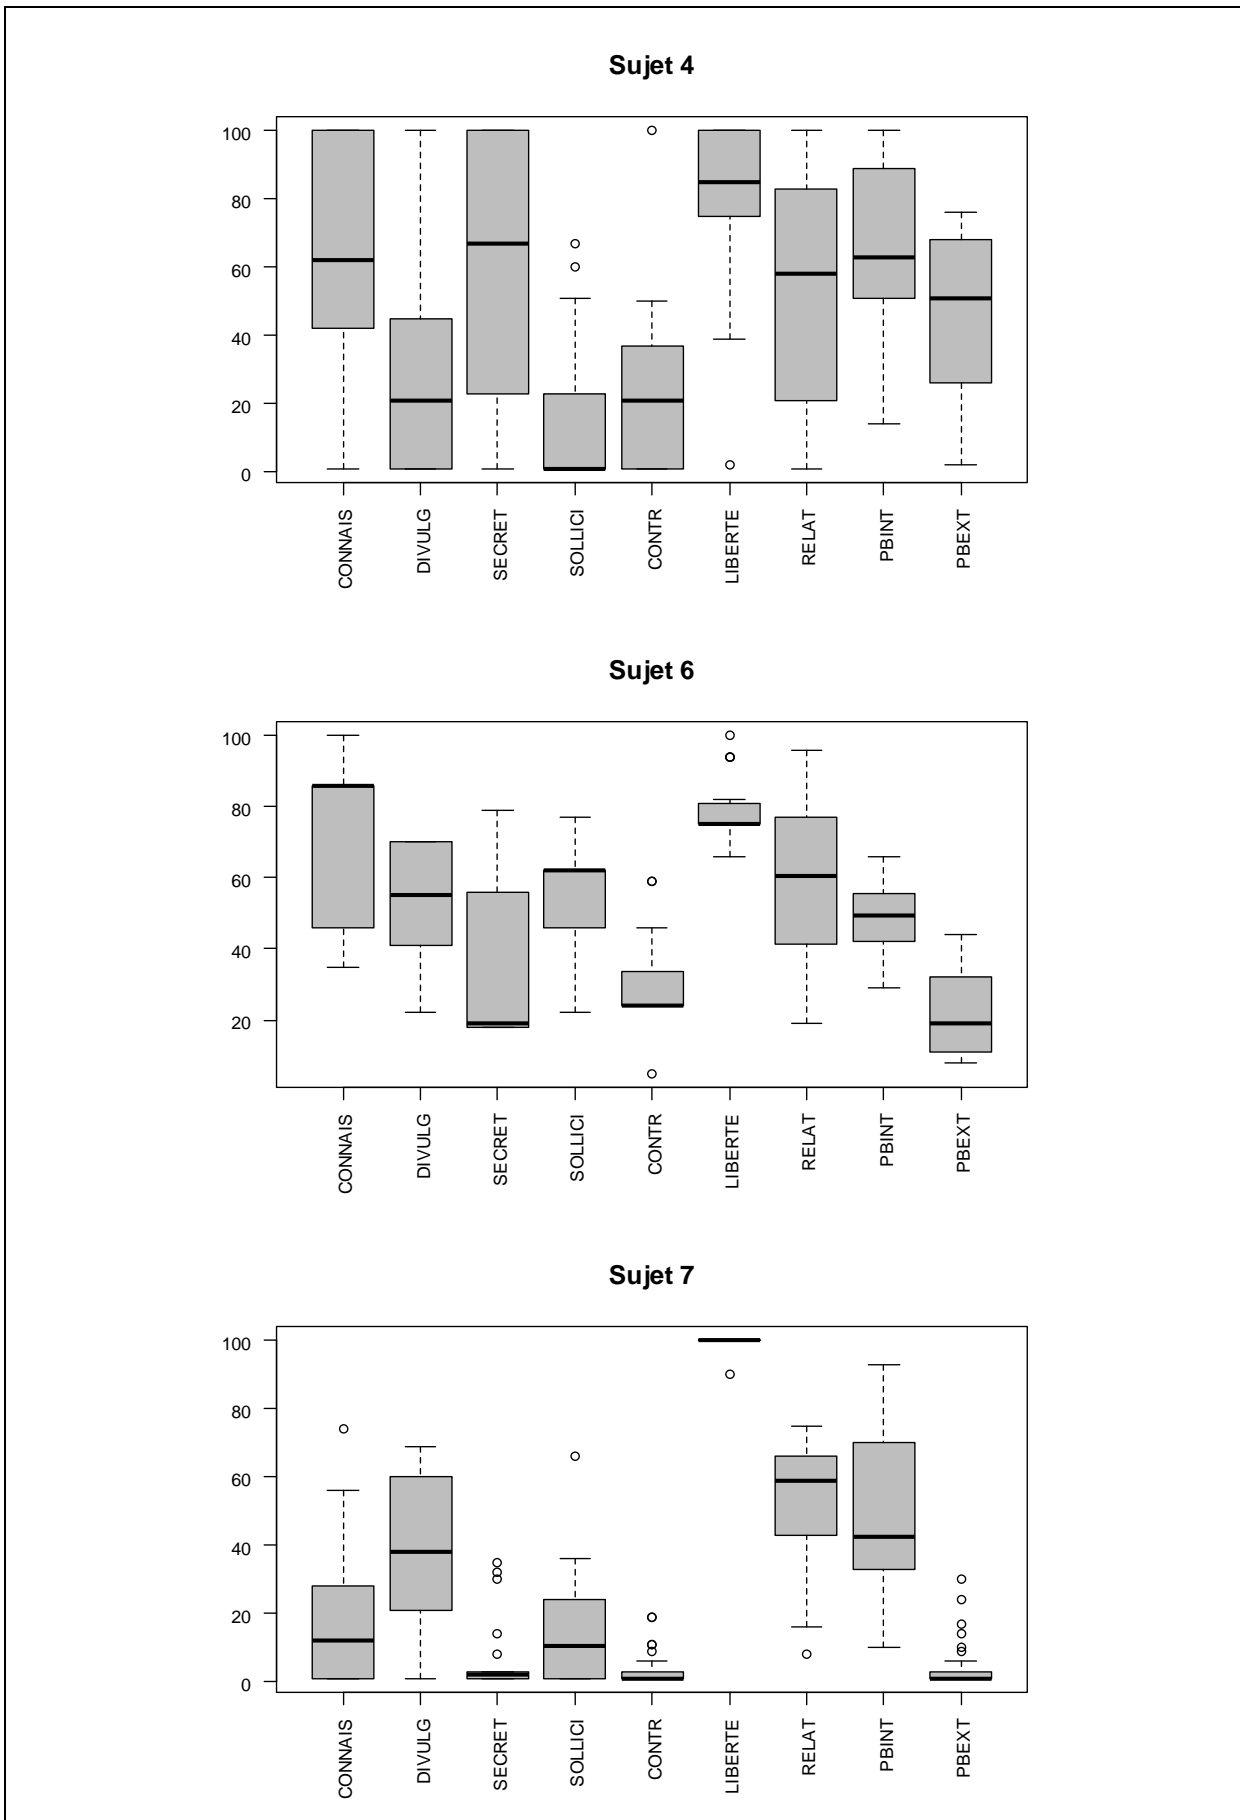 Sujet 4
100
80
60
40
20
0
CONNAIS
DIVULG
SECRET
SOLLICI
CONTR
LIBERTE
RELAT
PBINT
PBEXT
Sujet 6
100
80
60
40
20
CONNAIS
DIVULG
SECRET
SOLLICI
CONTR
LIBERTE
RELAT
PBINT
PBEXT
Sujet 7
100
80
60
40
20
0
CONNAIS
DIVULG
SECRET
SOLLICI
CONTR
LIBERTE
RELAT
PBINT
PBEXT